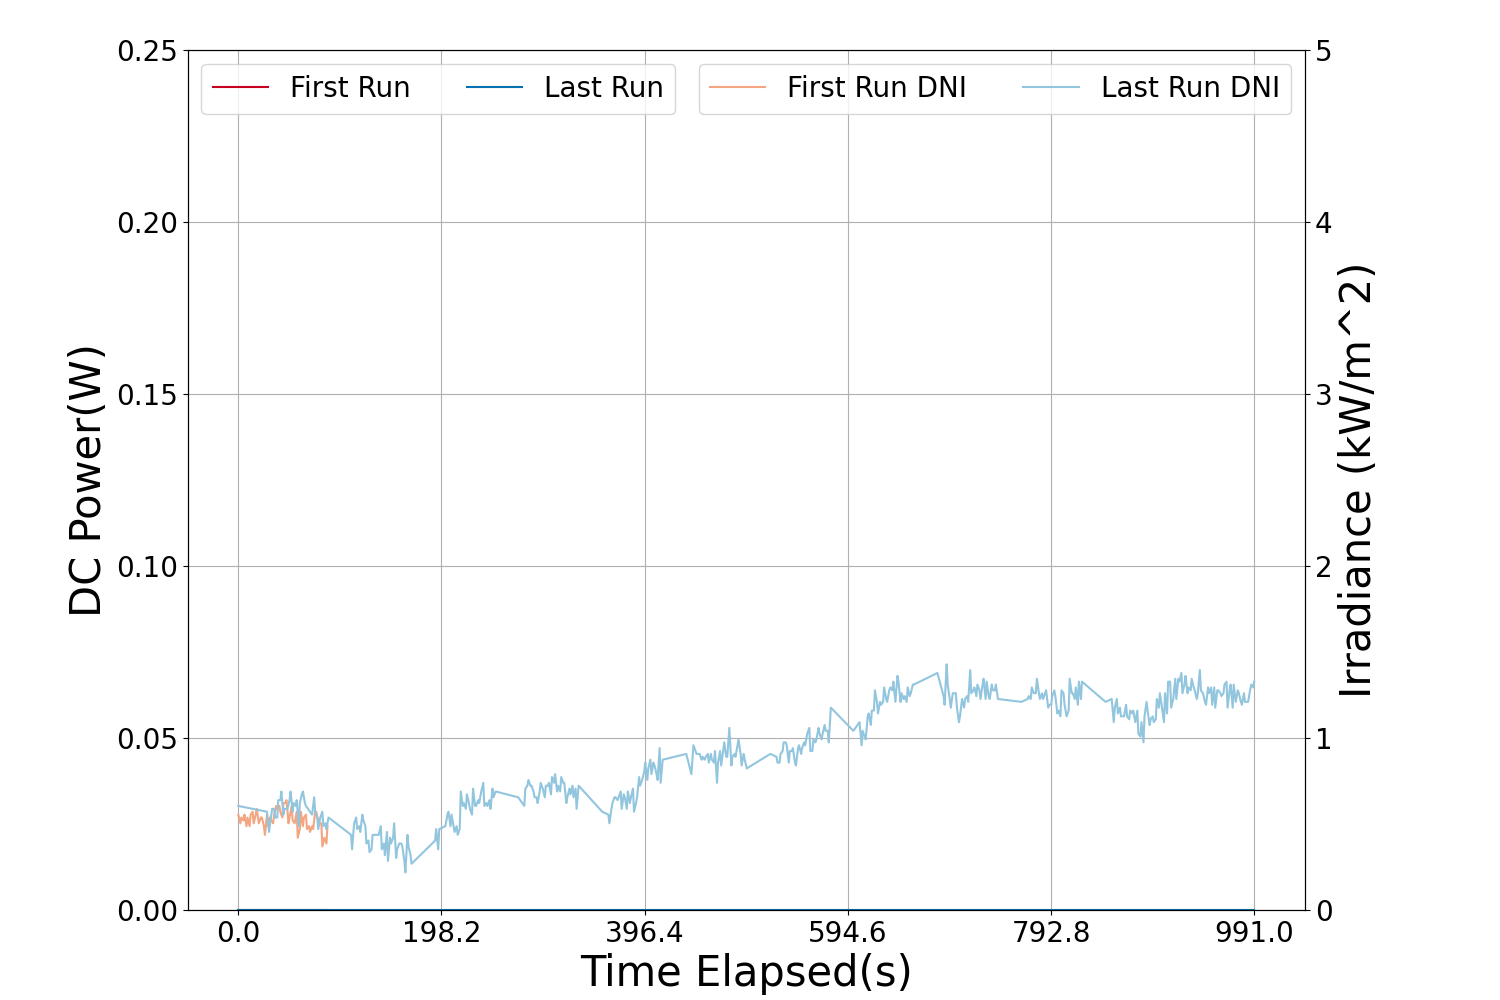 First Run
Last Run
First Run DNI
Last Run DNI
DC Power(W)
0.25
0.20
0.15
0.10
0.05
0.00
5
4
3
2
1
0
Irradiance (kW/m^2)
0.0
198.2
396.4
594.6
792.8
991.0
Time Elapsed(s)